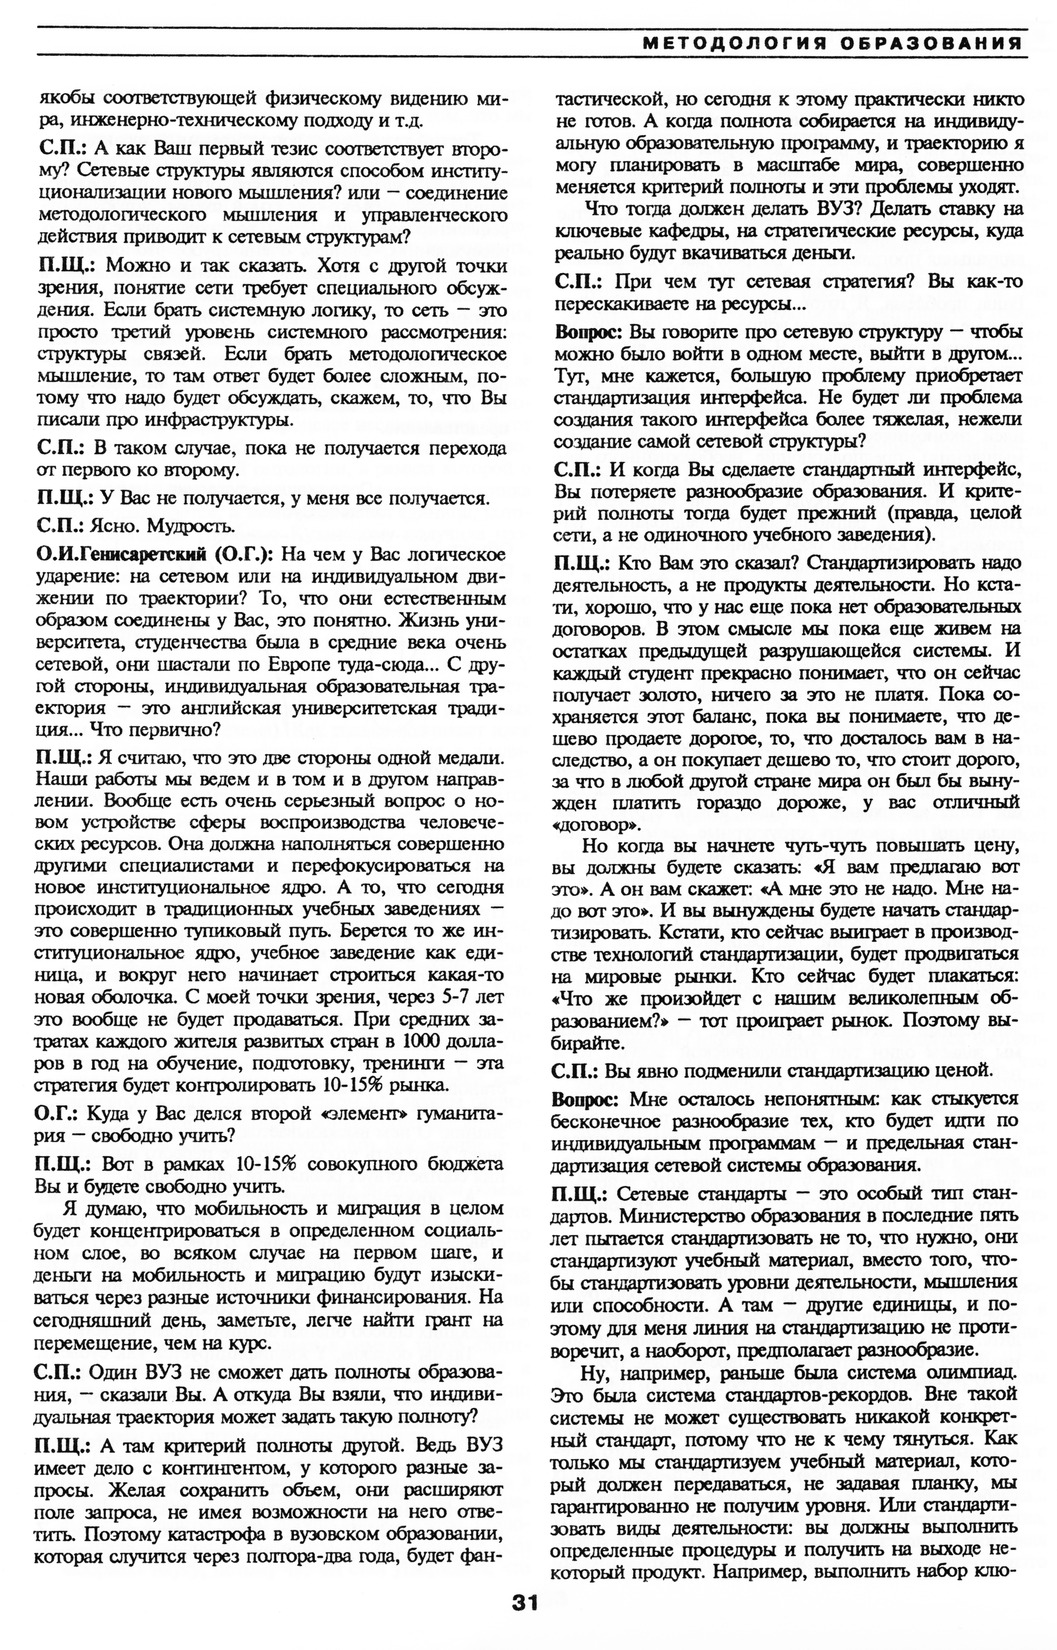 МЕТОДОЛОГИЯ ОБРАЗОВАНИЯ
якобы соответствующей физическому видению ми-
ра, инженерно-техническому подходу и т.д.
С.П.: А как Ваш первый тезис соответствует второ-
му? Сетевые структуры являются способом институ-
ционализации нового мышления? или — соединение
методологического мышления и управленческого
действия приводит к сетевым структурам?
П.Щ.: Можно и так сказать. Хотя с другой точки
зрения, понятие сети требует специального обсуж-
дения. Если брать системную логику, то сеть — это
просто третий уровень системного рассмотрения:
структуры связей. Если брать методологическое
мышление, то там ответ будет более сложным, по-
тому что надо будет обсуждать, скажем, то, что Вы
писали про инфраструктуры.
С.П.: В таком случае, пока не получается перехода
от первого ко второму.
П.Щ.: У Вас не получается, у меня все получается.
С.П.: Ясно. Мудрость.
О.И.Генисаретский (О.Г.): На чем у Вас логическое
ударение: на сетевом или на индивидуальном дви-
жении по траектории? То, что они естественным
образом соединены у Вас, это понятно. Жизнь уни-
верситета, студенчества была в средние века очень
сетевой, они шастали по Европе туда-сюда... С дру-
гой стороны, индивидуальная образовательная тра-
ектория — это английская университетская тради-
ция... Что первично?
П.Щ.: Я считаю, что это две стороны одной медали.
Наши работы мы ведем и в том и в другом направ-
лении. Вообще есть очень серьезный вопрос о но-
вом устройстве сферы воспроизводства человече-
ских ресурсов. Она должна наполняться совершенно
другими специалистами и перефокусироваться на
новое институциональное ядро. А то, что сегодня
происходит в традиционных учебных заведениях —
это совершенно тупиковый путь. Берется то же ин-
ституциональное ядро, учебное заведение как еди-
ница, и вокруг него начинает строиться какая-то
новая оболочка. С моей точки зрения, через 5-7 лет
это вообще не будет продаваться. При средних за-
тратах каждого жителя развитых стран в 1000 долла-
ров в год на обучение, подготовку, тренинги — эта
стратегия будет контролировать 10-15% рынка.
О.Г.: Куда у Вас делся второй «элемент» гуманита-
рия — свободно учить?
П.Щ.: Вот в рамках 10-15% совокупного бюджета
Вы и будете свободно учить.
Я думаю, что мобильность и миграция в целом
будет концентрироваться в определенном социаль-
ном слое, во всяком случае на первом шаге, и
деньги на мобильность и миграцию будут изыски-
ваться через разные источники финансирования. На
сегодняшний день, заметьте, легче найти грант на
перемещение, чем на курс.
С.П.: Один ВУЗ не сможет дать полноты образова-
ния, — сказали Вы. А откуда Вы взяли, что индиви-
дуальная траектория может задать такую полноту?
П.Щ.: А там критерий полноты другой. Ведь ВУЗ
имеет дело с контингентом, у которого разные за-
просы. Желая сохранить объем, они расширяют
поле запроса, не имея возможности на него отве-
тить. Поэтому катастрофа в вузовском образовании,
которая случится через полтора-два года, будет фан-
тастической, но сегодня к этому практически никто
не готов. А когда полнота собирается на индивиду-
альную образовательную программу, и траекторию я
могу планировать в масштабе мира, совершенно
меняется критерий полноты и эти проблемы уходят.
Что тогда должен делать ВУЗ? Делать ставку на
ключевые кафедры, на стратегические ресурсы, куда
реально будут вкачиваться деньги.
С.П.: При чем тут сетевая стратегия? Вы как-то
перескакиваете на ресурсы...
Вопрос: Вы говорите про сетевую структуру — чтобы
можно было войти в одном месте, выйти в другом...
Тут, мне кажется, большую проблему приобретает
стандартизация интерфейса. Не будет ли проблема
создания такого интерфейса более тяжелая, нежели
создание самой сетевой структуры?
С.П.: И когда Вы сделаете стандартный интерфейс,
Вы потеряете разнообразие образования. И крите-
рий полноты тогда будет прежний (правда, целой
сети, а не одиночного учебного заведения).
П.Щ.: Кто Вам это сказал? Стандартизировать надо
деятельность, а не продукты деятельности. Но кста-
ти, хорошо, что у нас еще пока нет образовательных
договоров. В этом смысле мы пока еще живем на
остатках предыдущей разрушающейся системы. И
каждый студент прекрасно понимает, что он сейчас
получает золото, ничего за это не платя. Пока со-
храняется этот баланс, пока вы понимаете, что де-
шево продаете дорогое, то, что досталось вам в на-
следство, а он покупает дешево то, что стоит дорого,
за что в любой другой стране мира он был бы выну-
жден платить гораздо дороже, у вас отличный
«договор».
Но когда вы начнете чуть-чуть повышать цену,
вы должны будете сказать: «Я вам предлагаю вот
это». А он вам скажет: «А мне это не надо. Мне на-
до вот это». И вы вынуждены будете начать стандар-
тизировать. Кстати, кто сейчас выиграет в производ-
стве технологий стандартизации, будет продвигаться
на мировые рынки. Кто сейчас будет плакаться:
«Что же произойдет с нашим великолепным об-
разованием?» — тот проиграет рынок. Поэтому вы-
бирайте.
С.П.: Вы явно подменили стандартизацию ценой.
Вопрос: Мне осталось непонятным: как стыкуется
бесконечное разнообразие тех, кто будет идти по
индивидуальным программам — и предельная стан-
дартизация сетевой системы образования.
П.Щ.: Сетевые стандарты — это особый тип стан-
дартов. Министерство образования в последние пять
лет пытается стандартизовать не то, что нужно, они
стандартизуют учебный материал, вместо того, что-
бы стандартизовать уровни деятельности, мышления
или способности. А там — другие единицы, и по-
этому для меня линия на стандартизацию не проти-
воречит, а наоборот, предполагает разнообразие.
Ну, например, раньше была система олимпиад.
Это была система стандартов-рекордов. Вне такой
системы не может существовать никакой конкрет-
ный стандарт, потому что не к чему тянуться. Как
только мы стандартизуем учебный материал, кото-
рый должен передаваться, не задавая планку, мы
гарантированно не получим уровня. Или стандарти-
зовать виды деятельности: вы должны выполнить
определенные процедуры и получить на выходе не-
который продукт. Например, выполнить набор клю-
31